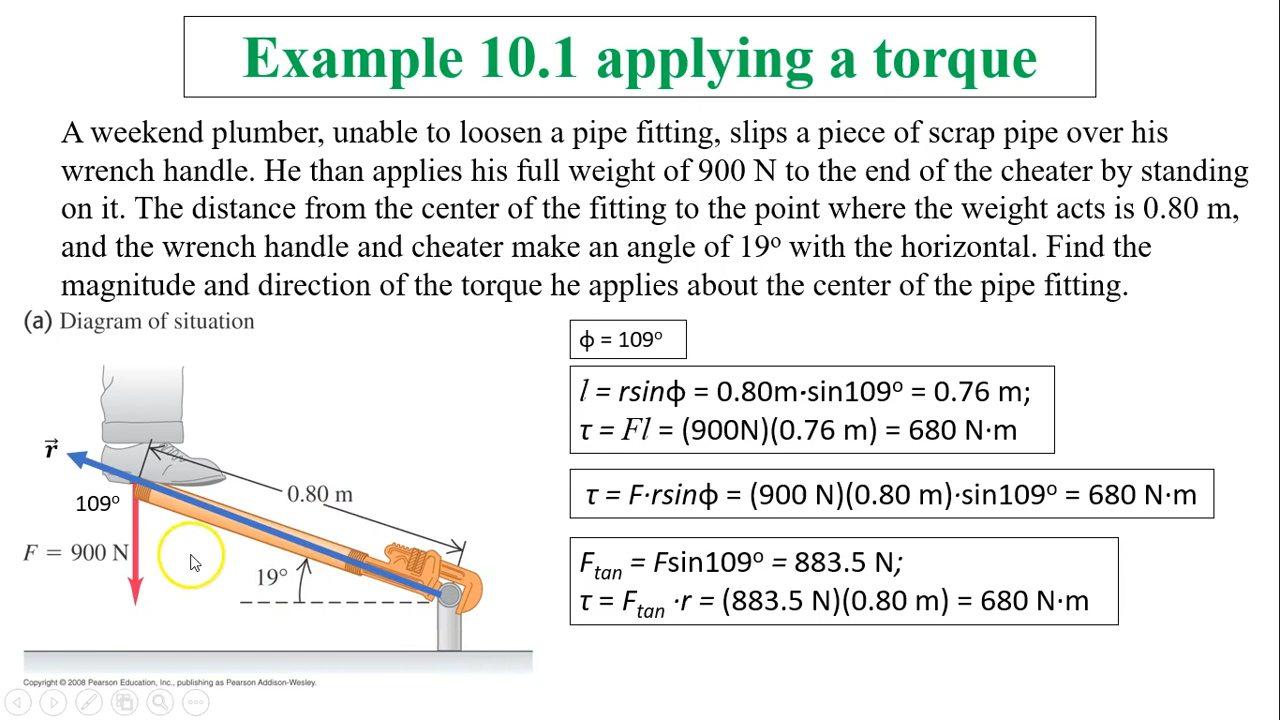 Example 10.1 applying a torque
A weekend plumber, unable to loosen a pipe fitting, slips a piece of scrap pipe over his
wrench handle. He than applies his full weight of 900 N to the end of the cheater by standing
on it. The distance from the center of the fitting to the point where the weight acts is 0.80 m,
and the wrench handle and cheater make an angle of 19º with the horizontal. Find the
magnitude and direction of the torque he applies about the center of the pipe fitting.
(a) Diagram of situation
r⃗
109º
0.80 m
F = 900 N
19°
Copyright © 2008 Pearson Education, Inc., publishing as Pearson Addison-Wesley.
ϕ = 109º
l = rsinϕ = 0.80m·sin109º = 0.76 m;
τ = Fl = (900N)(0.76 m) = 680 N·m
τ = F·rsinϕ = (900 N)(0.80 m)·sin109º = 680 N·m
Ftan = Fsin109º = 883.5 N;
τ = Ftan ·r = (883.5 N)(0.80 m) = 680 N·m